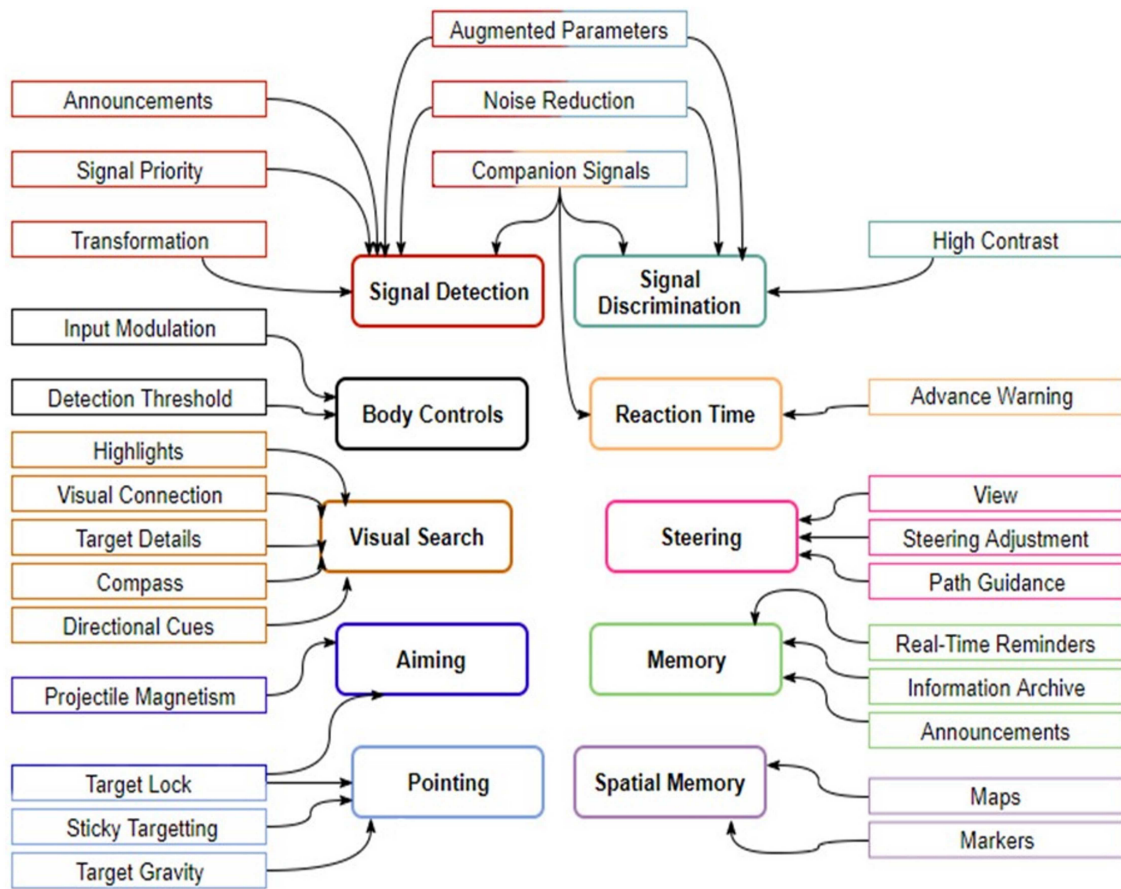 Augmented Parameters
Announcements
Noise Reduction
Signal Priority
Companion Signals
Transformation
High Contrast
Signal Detection
Signal
Discrimination
Input Modulation
Detection Threshold
Body Controls
Reaction Time
Advance Warning
Highlights
Visual Connection
Target Details
Compass
Directional Cues
Visual Search
Steering
View
Steering Adjustment
Path Guidance
Aiming
Memory
Real-Time Reminders
Information Archive
Announcements
Projectile Magnetism
Target Lock
Sticky Targetting
Target Gravity
Pointing
Spatial Memory
Maps
Markers